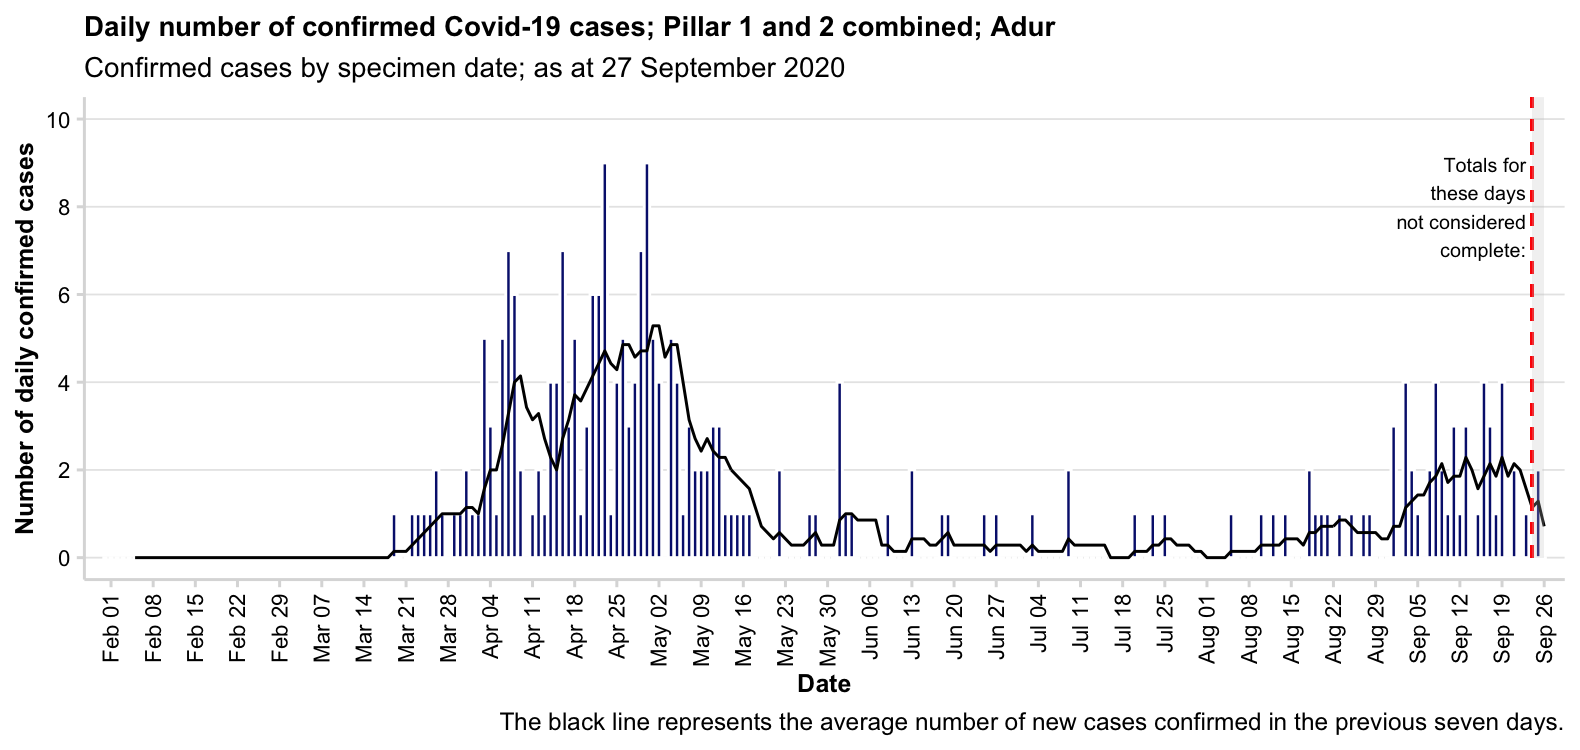 Daily number of confirmed Covid-19 cases; Pillar 1 and 2 combined; Adur
Confirmed cases by specimen date; as at 27 September 2020
Number of daily confirmed cases
10
8
6
4
2
0
Totals for
these days
not considered
complete:
Feb 01
Feb 08
Feb 15
Feb 22
Feb 29
Mar 07
Mar 14
Mar 21
Mar 28
Apr 04
Apr 11
Apr 18
Apr 25
May 02
May 09
May 16
May 23
May 30
Jun 06
Jun 13
Jun 20
Jun 27
Jul 04
Jul 11
Jul 18
Jul 25
Aug 01
Aug 08
Aug 15
Aug 22
Aug 29
Sep 05
Sep 12
Sep 19
Sep 26
Date
The black line represents the average number of new cases confirmed in the previous seven days.